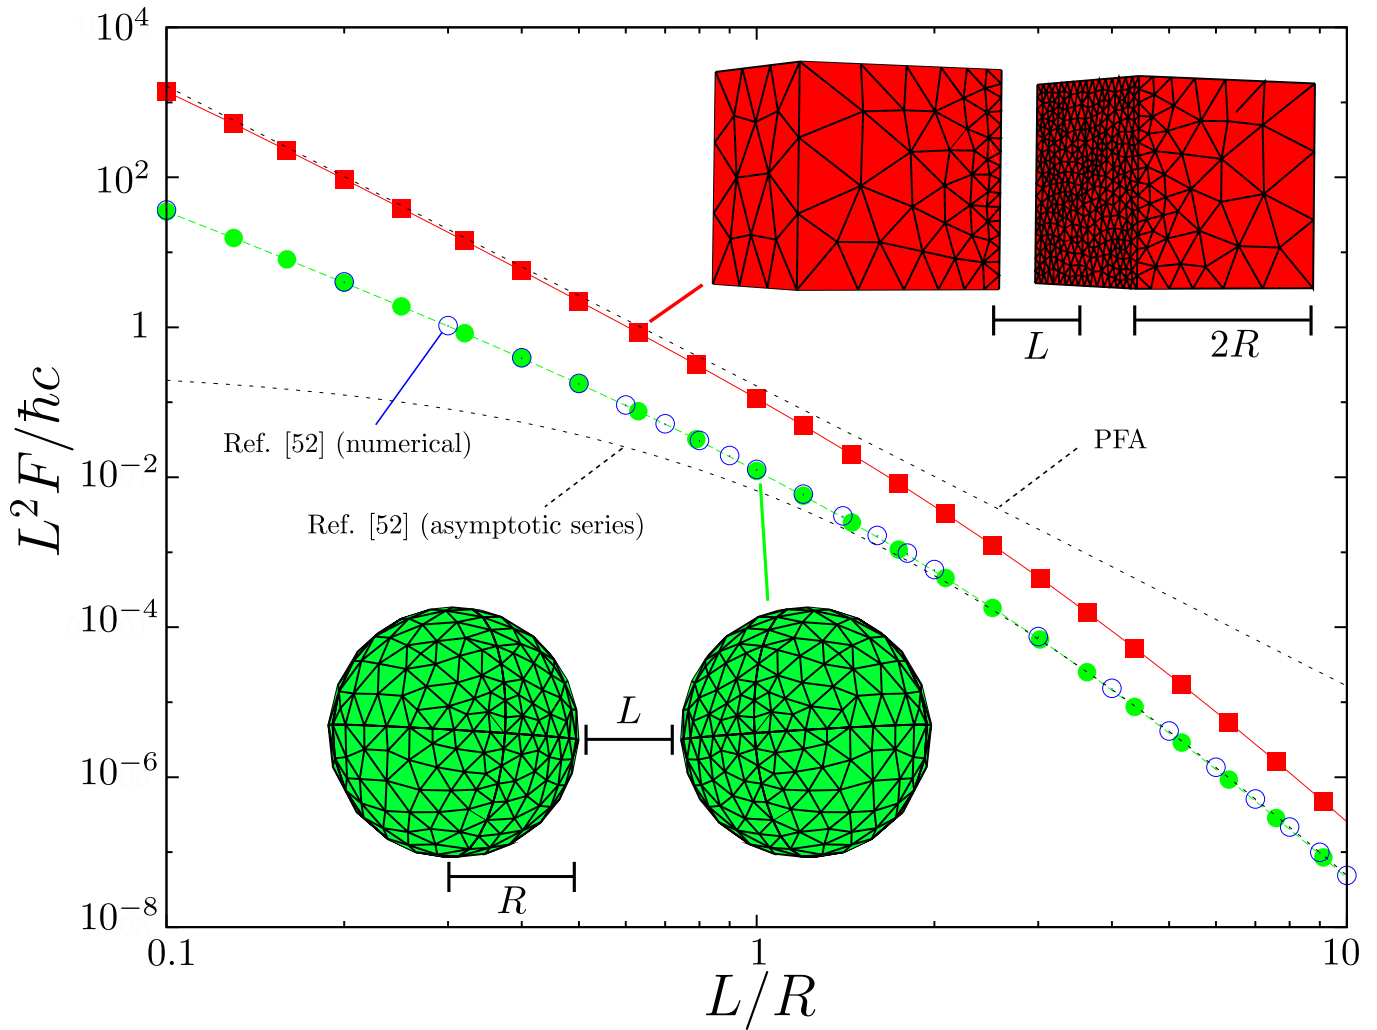 10^4
10^2
1
10^-2
10^-4
10^-6
10^-8
L^2F/ħc
L
2R
PFA
Ref. [52] (numerical)
Ref. [52] (asymptotic series)
L
R
0.1
1
10
L/R